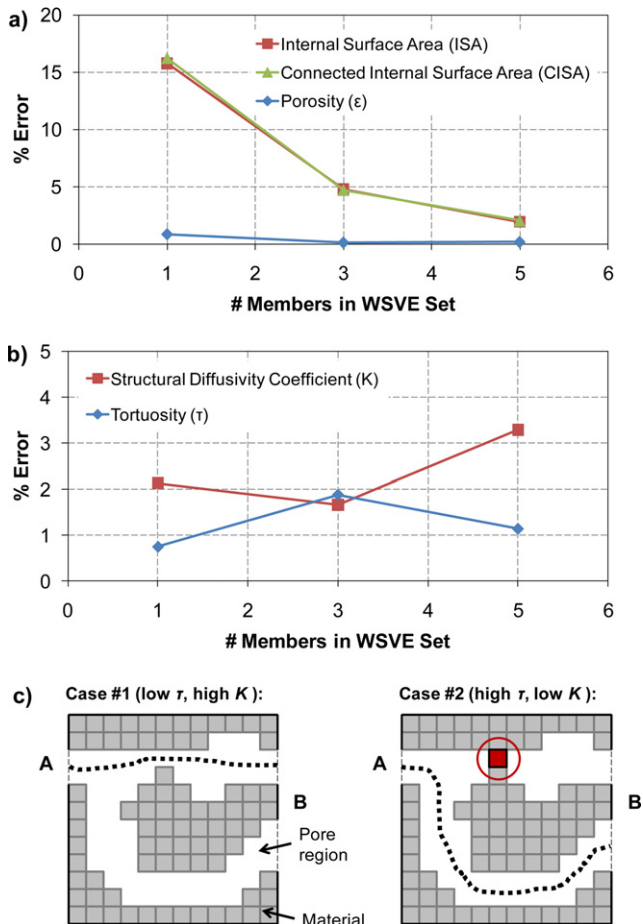 a)
20
15
10
5
0
% Error
Internal Surface Area (ISA)
Connected Internal Surface Area (CISA)
Porosity (ε)
0 1 2 3 4 5 6
# Members in WSVE Set
b)
5
4
3
2
1
0
% Error
Structural Diffusivity Coefficient (K)
Tortuosity (τ)
0 1 2 3 4 5 6
# Members in WSVE Set
c)
Case #1 (low τ, high K):
A
B
Pore
region
Material
Case #2 (high τ, low K):
A
B